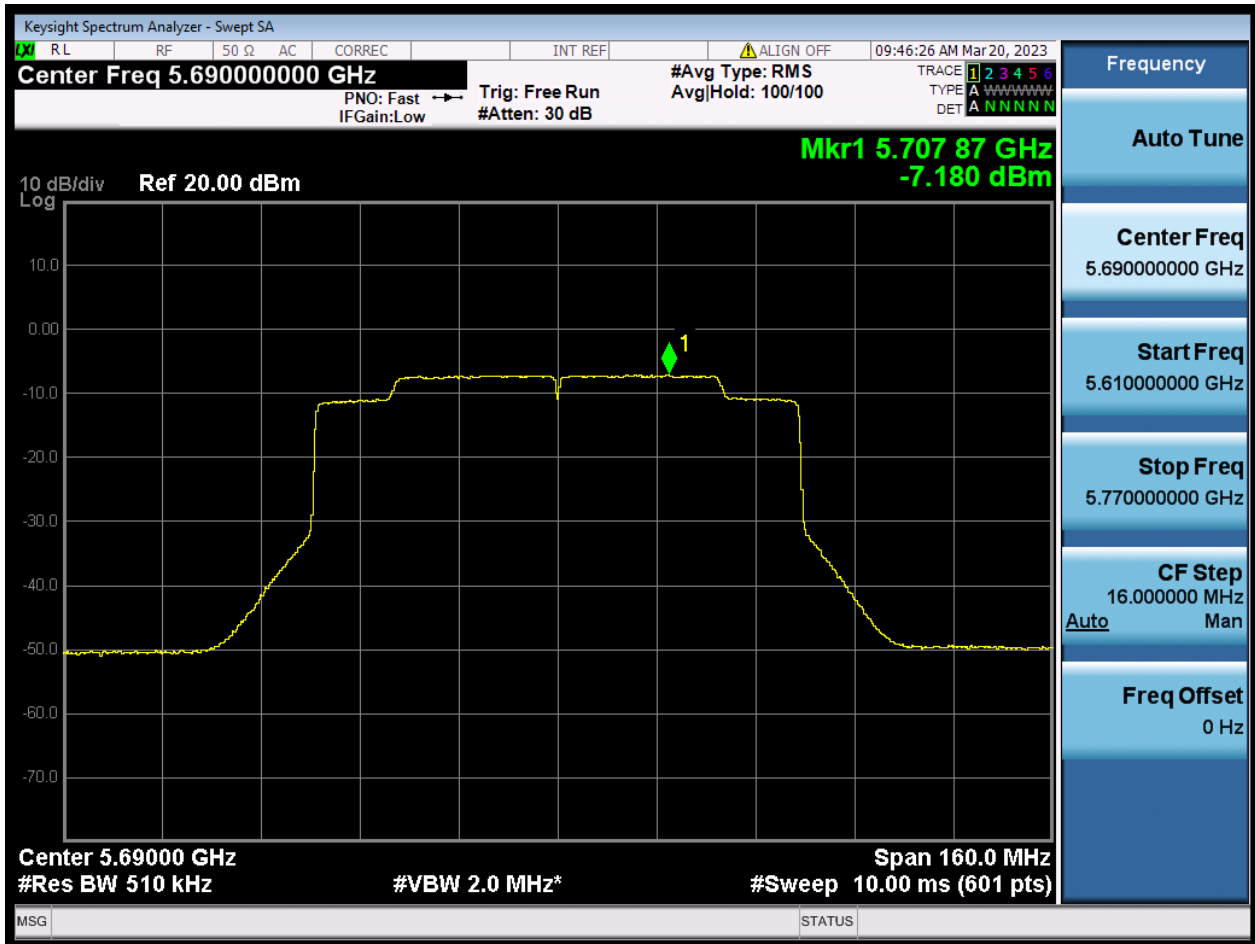 Keysight Spectrum Analyzer - Swept SA
LXI RL RF 50 Ω AC CORREC INT REF ALIGN OFF 09:46:26 AM Mar 20, 2023
Center Freq 5.690000000 GHz
PNO: Fast
IFGain:Low
Trig: Free Run
#Atten: 30 dB
#Avg Type: RMS
Avg|Hold: 100/100
TRACE 1 2 3 4 5 6
TYPE A WWWWW
DET A N N N N N
Mkr1 5.707 87 GHz
-7.180 dBm
10 dB/div Ref 20.00 dBm
Log
10.0
0.00
-10.0
-20.0
-30.0
-40.0
-50.0
-60.0
-70.0
1
Center 5.69000 GHz Span 160.0 MHz
#Res BW 510 kHz #VBW 2.0 MHz* #Sweep 10.00 ms (601 pts)
MSG STATUS
Frequency
Auto Tune
Center Freq
5.690000000 GHz
Start Freq
5.610000000 GHz
Stop Freq
5.770000000 GHz
CF Step
16.000000 MHz
Auto Man
Freq Offset
0 Hz